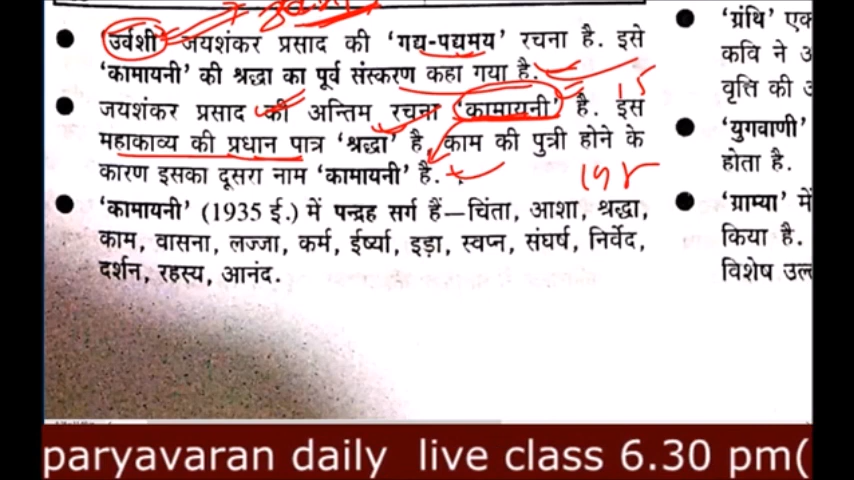 उर्वशी जयशंकर प्रसाद की ‘गद्य-पद्यमय’ रचना है. इसे
‘कामायनी’ की श्रद्धा का पूर्व संस्करण कहा गया है.
जयशंकर प्रसाद की अन्तिम रचना ‘कामायनी’ है. इस
महाकाव्य की प्रधान पात्र ‘श्रद्धा’ है, काम की पुत्री होने के
कारण इसका दूसरा नाम ‘कामायनी’ है.
‘कामायनी’ (1935 ई.) में पन्द्रह सर्ग हैं—चिंता, आशा, श्रद्धा,
काम, वासना, लज्जा, कर्म, ईर्ष्या, इड़ा, स्वप्न, संघर्ष, निर्वेद,
दर्शन, रहस्य, आनंद.
15
‘ग्रंथि’ एक
कवि ने
वृत्ति की
‘युगवाणी’
होता है.
‘ग्राम्या’ में
किया है.
विशेष
paryavaran daily live class 6.30 pm(